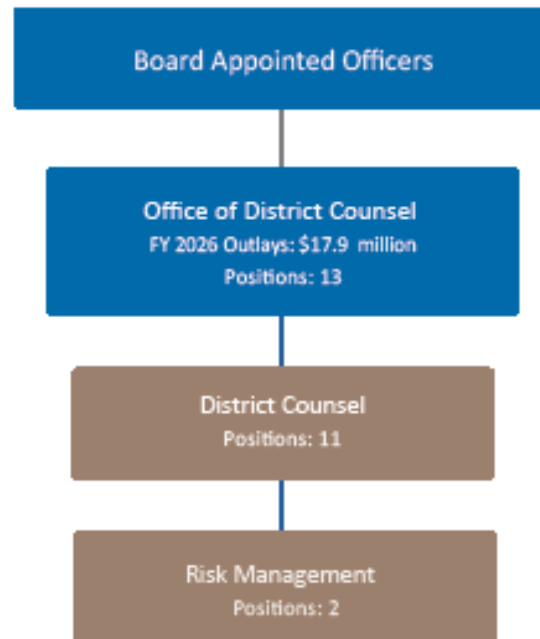 Board Appointed Officers
Office of District Counsel
FY 2026 Outlays: $17.9 million
Positions: 13
District Counsel
Positions: 11
Risk Management
Positions: 2